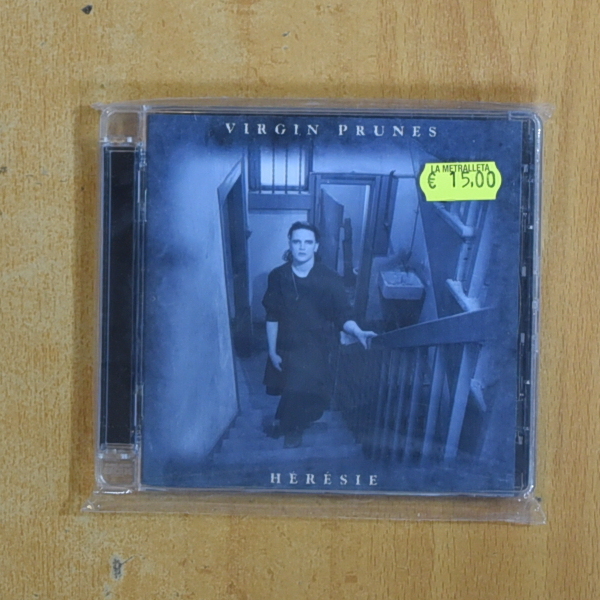 VIRGIN PRUNES
LA METRALLETA
€ 15,00
HÉRÉSIE